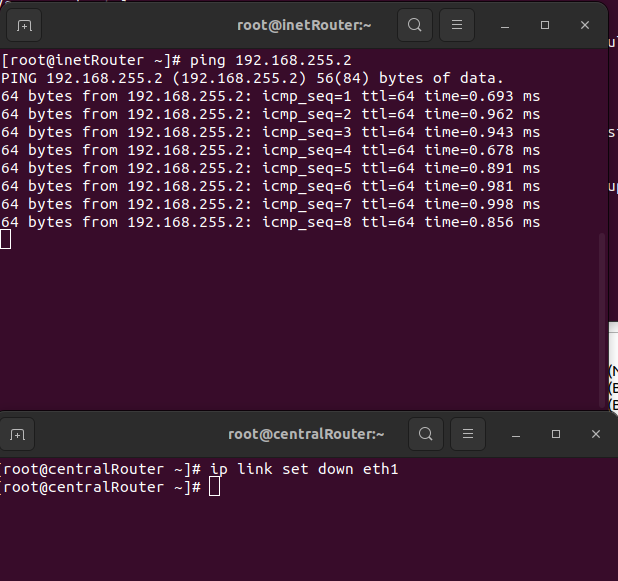 root@inetRouter:~
[root@inetRouter ~]# ping 192.168.255.2
PING 192.168.255.2 (192.168.255.2) 56(84) bytes of data.
64 bytes from 192.168.255.2: icmp_seq=1 ttl=64 time=0.693 ms
64 bytes from 192.168.255.2: icmp_seq=2 ttl=64 time=0.962 ms
64 bytes from 192.168.255.2: icmp_seq=3 ttl=64 time=0.943 ms
64 bytes from 192.168.255.2: icmp_seq=4 ttl=64 time=0.678 ms
64 bytes from 192.168.255.2: icmp_seq=5 ttl=64 time=0.891 ms
64 bytes from 192.168.255.2: icmp_seq=6 ttl=64 time=0.981 ms
64 bytes from 192.168.255.2: icmp_seq=7 ttl=64 time=0.998 ms
64 bytes from 192.168.255.2: icmp_seq=8 ttl=64 time=0.856 ms
root@centralRouter:~
[root@centralRouter ~]# ip link set down eth1
[root@centralRouter ~]#